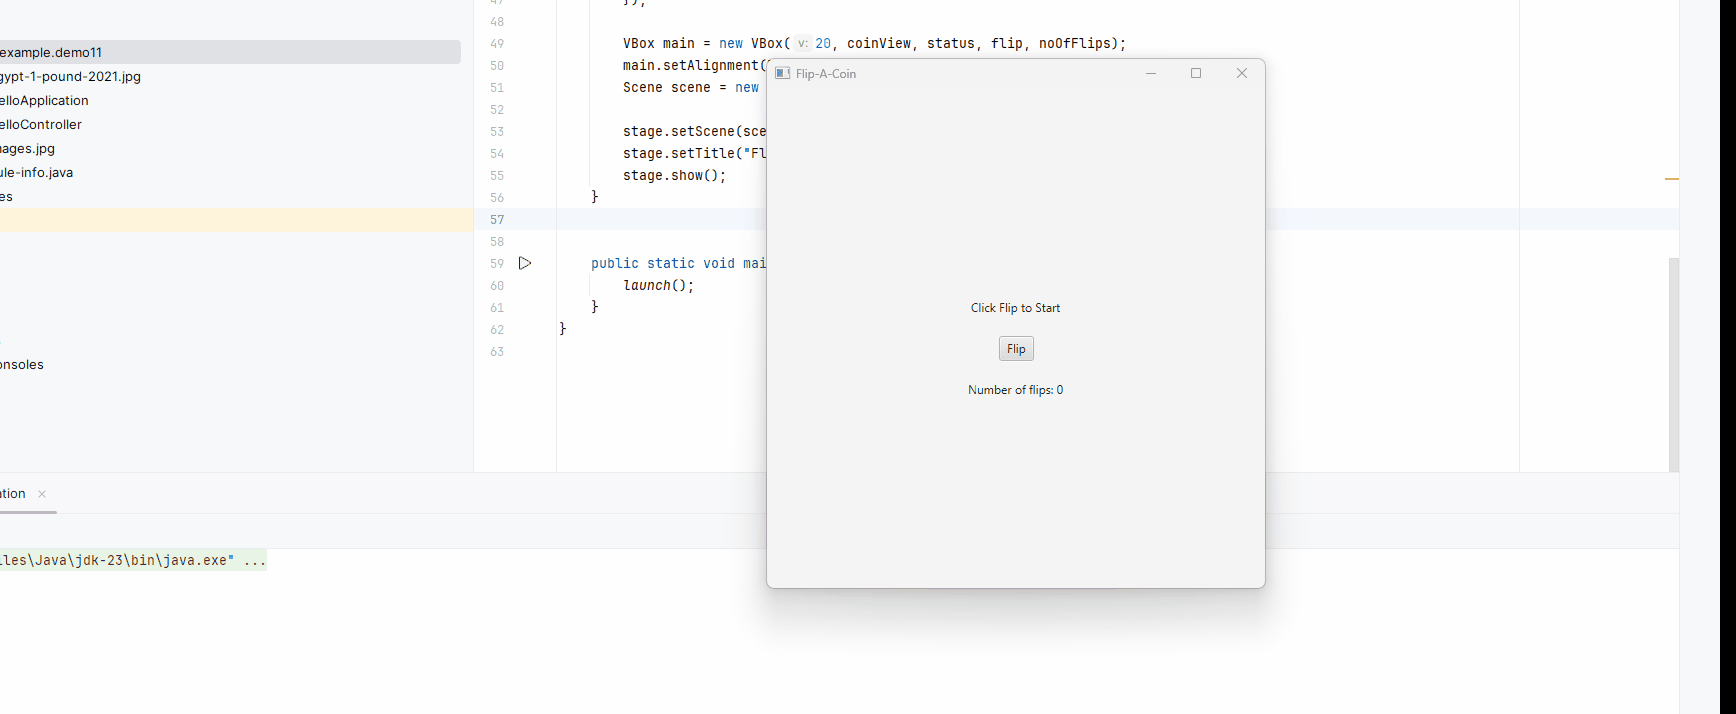 example.demo11
gypt-1-pound-2021.jpg
elloApplication
elloController
ages.jpg
ule-info.java
es
onsoles
47 });
48
49 VBox main = new VBox( v: 20, coinView, status, flip, noOfFlips);
50 main.setAlignment(
51 Scene scene = new
52
53 stage.setScene(sce
54 stage.setTitle("Fl
55 stage.show();
56 }
57
58
59 public static void mai
60 launch();
61 }
62 }
63
Flip-A-Coin
Click Flip to Start
Flip
Number of flips: 0
ation
iles\Java\jdk-23\bin\java.exe" ...